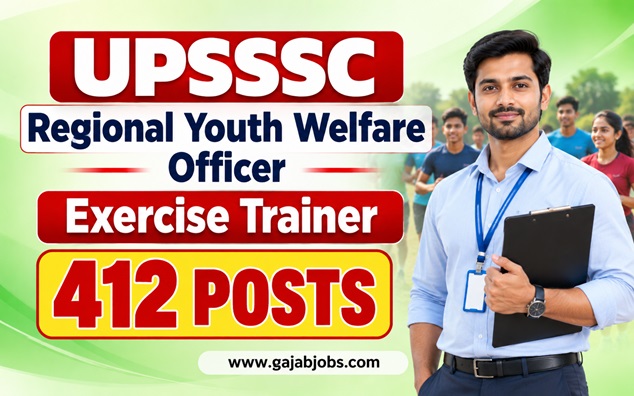 UPSSSC
Regional Youth Welfare
Officer
Exercise Trainer
412 POSTS
www.gajabjobs.com